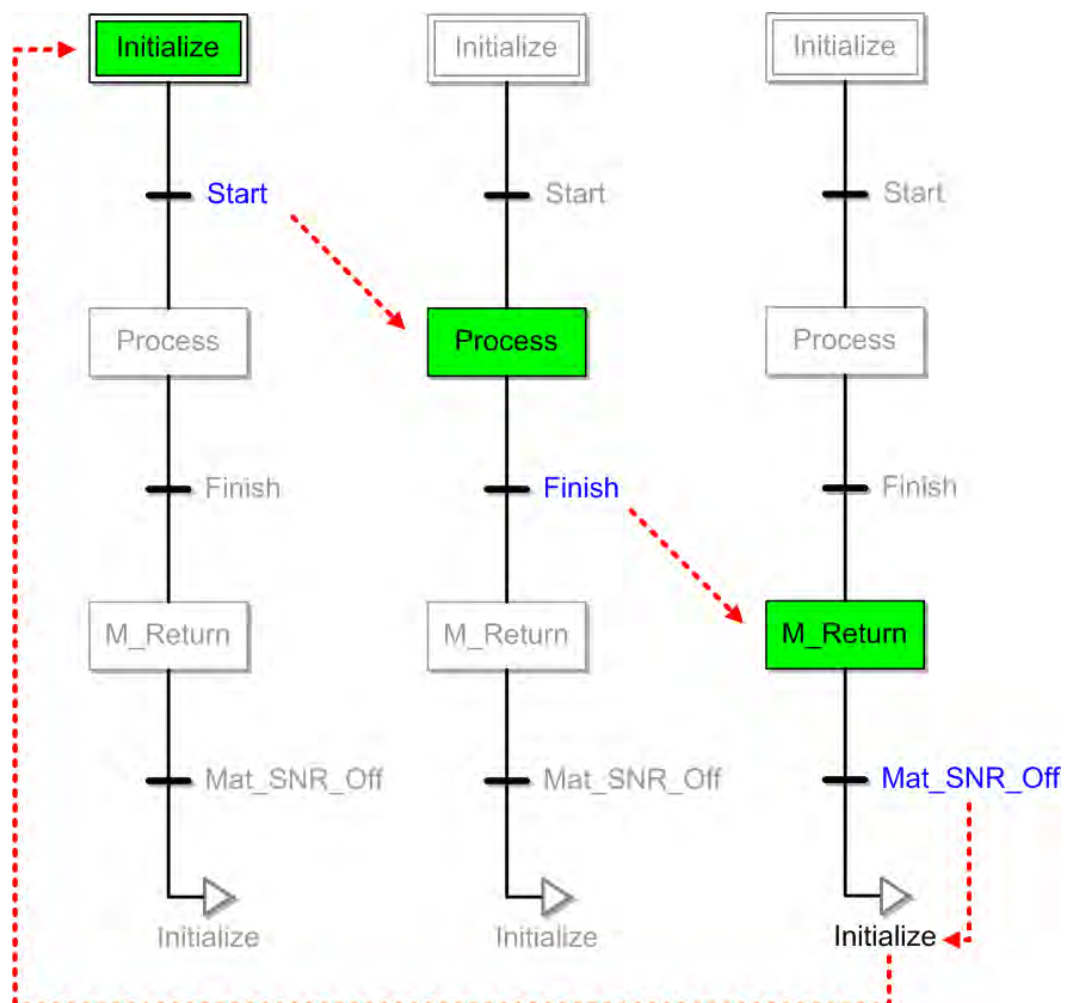 Initialize
Initialize
Initialize
Start
Start
Start
Process
Process
Process
Finish
Finish
Finish
M_Return
M_Return
M_Return
Mat_SNR_Off
Mat_SNR_Off
Mat_SNR_Off
Initialize
Initialize
Initialize